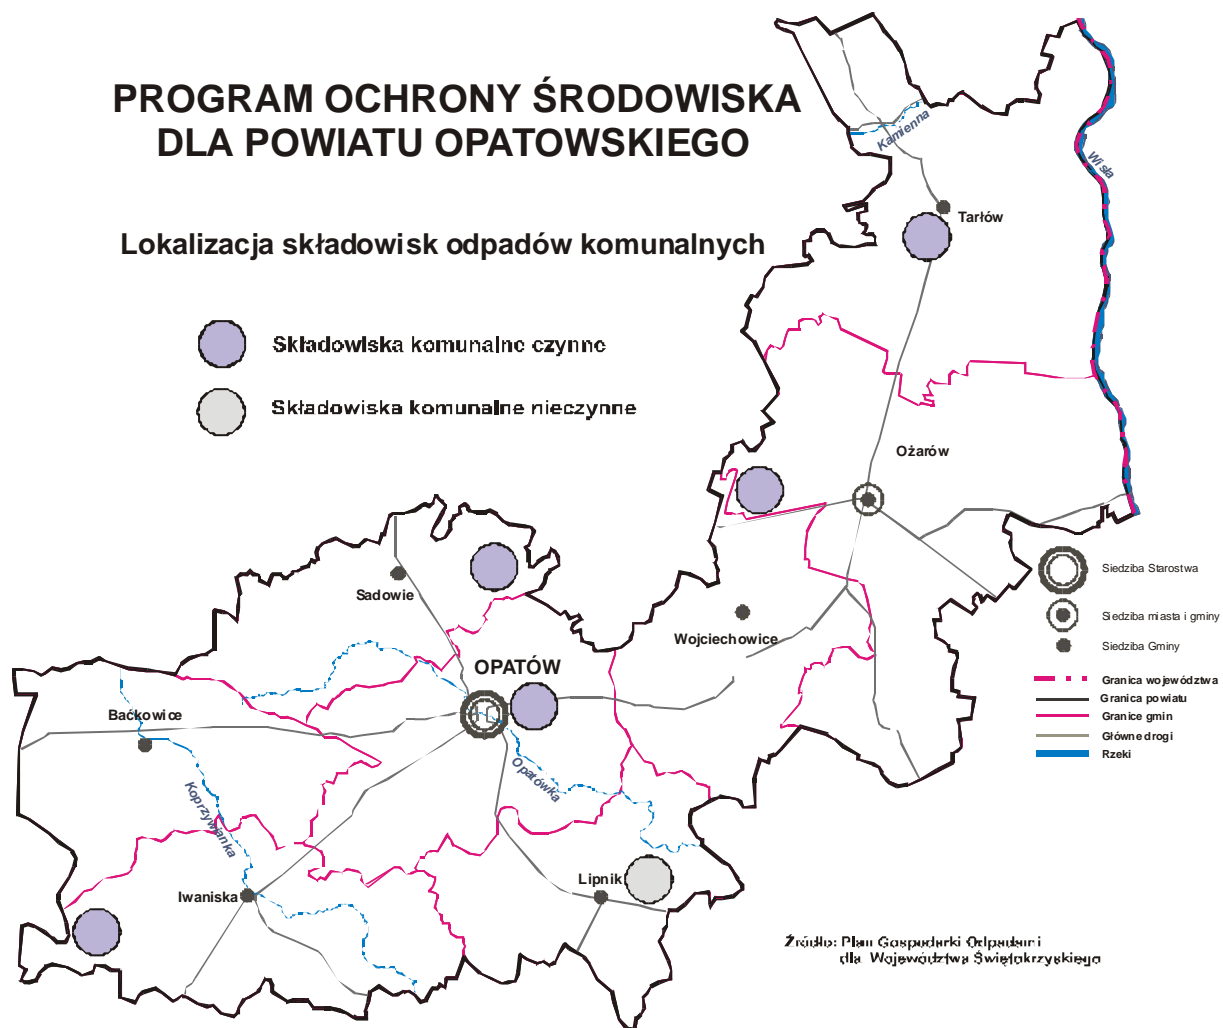 PROGRAM OCHRONY ŚRODOWISKA
DLA POWIATU OPATOWSKIEGO
Lokalizacja składowisk odpadów komunalnych
Składowiska komunalne czynne
Składowiska komunalne nieczynne
Kamienna
Wisła
Tarłów
Ożarów
Sadowie
Wojciechowice
OPATÓW
Baćkowice
Opatówka
Koprzywianka
Iwaniska
Lipnik
Siedziba Starostwa
Siedziba miasta i gminy
Siedziba Gminy
Granica województwa
Granica powiatu
Granice gmin
Główne drogi
Rzeki
Źródło: Plan Gospodarki Odpadami
dla Województwa Świętokrzyskiego